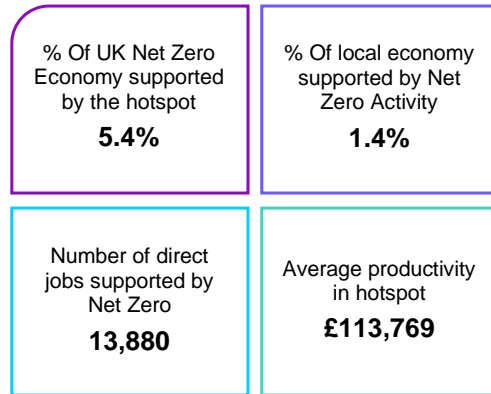 % Of UK Net Zero
Economy supported
by the hotspot
5.4%
% Of local economy
supported by Net
Zero Activity
1.4%
Number of direct
jobs supported by
Net Zero
13,880
Average productivity
in hotspot
£113,769